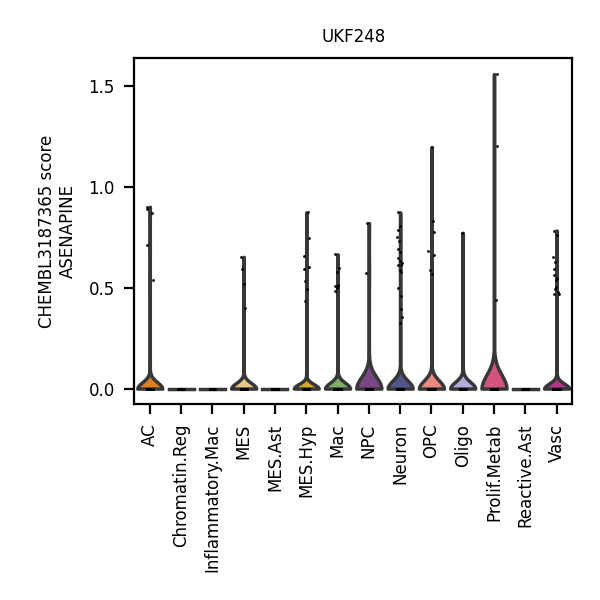 UKF248
CHEMBL3187365 score
ASENAPINE
1.5
1.0
0.5
0.0
AC
Chromatin.Reg
Inflammatory.Mac
MES
MES.Ast
MES.Hyp
Mac
NPC
Neuron
OPC
Oligo
Prolif.Metab
Reactive.Ast
Vasc